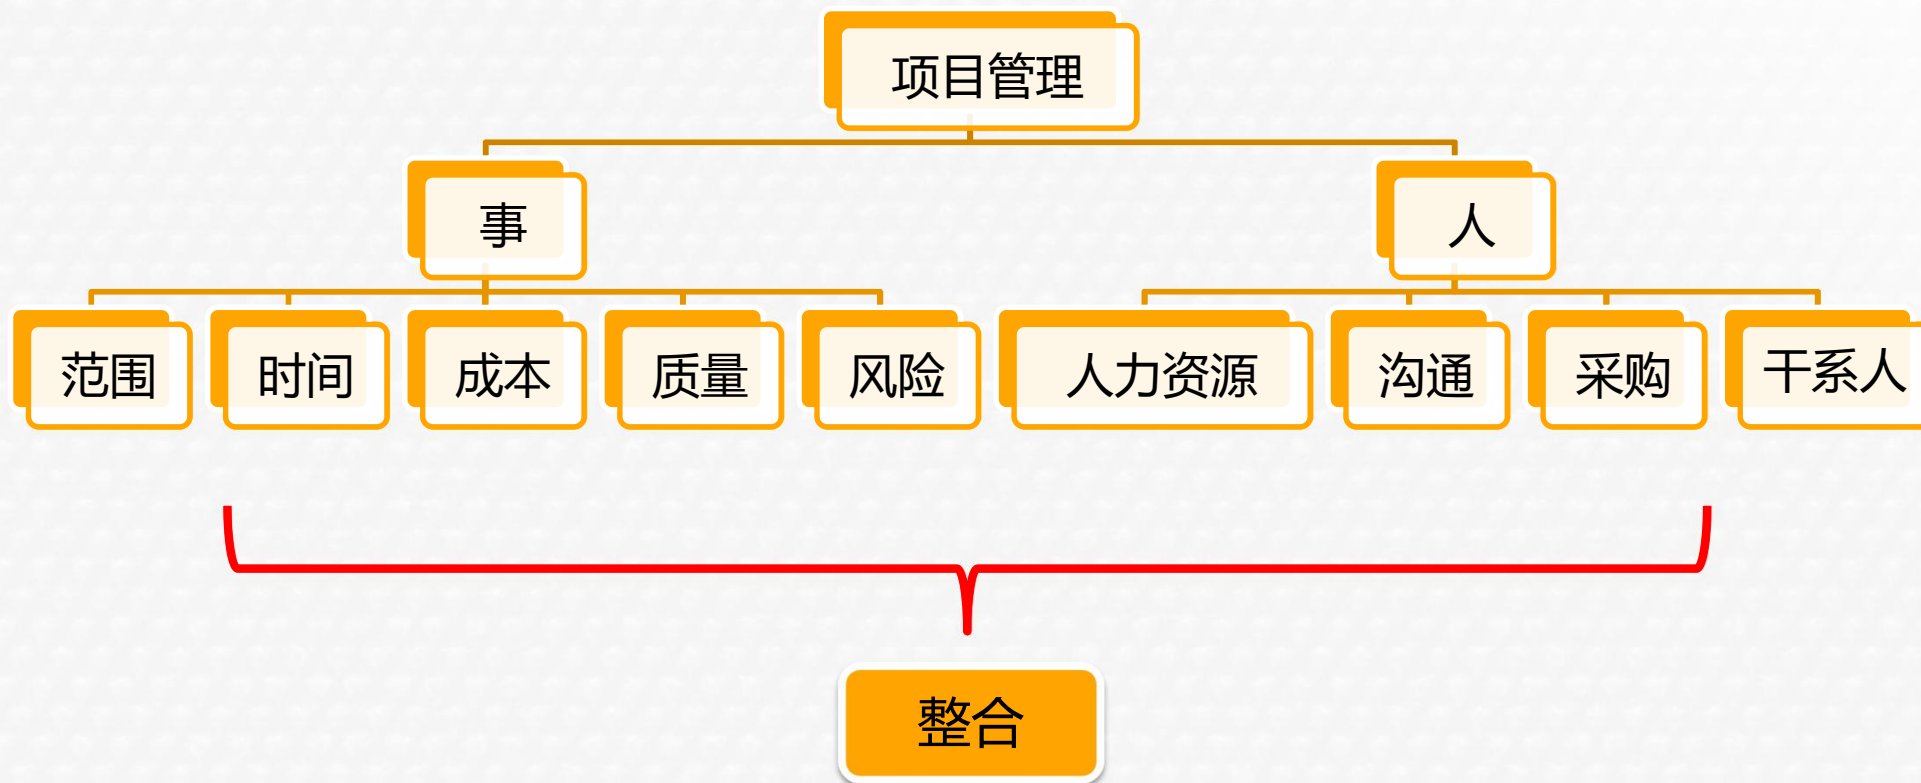 项目管理
事
人
范围
时间
成本
质量
风险
人力资源
沟通
采购
干系人
整合